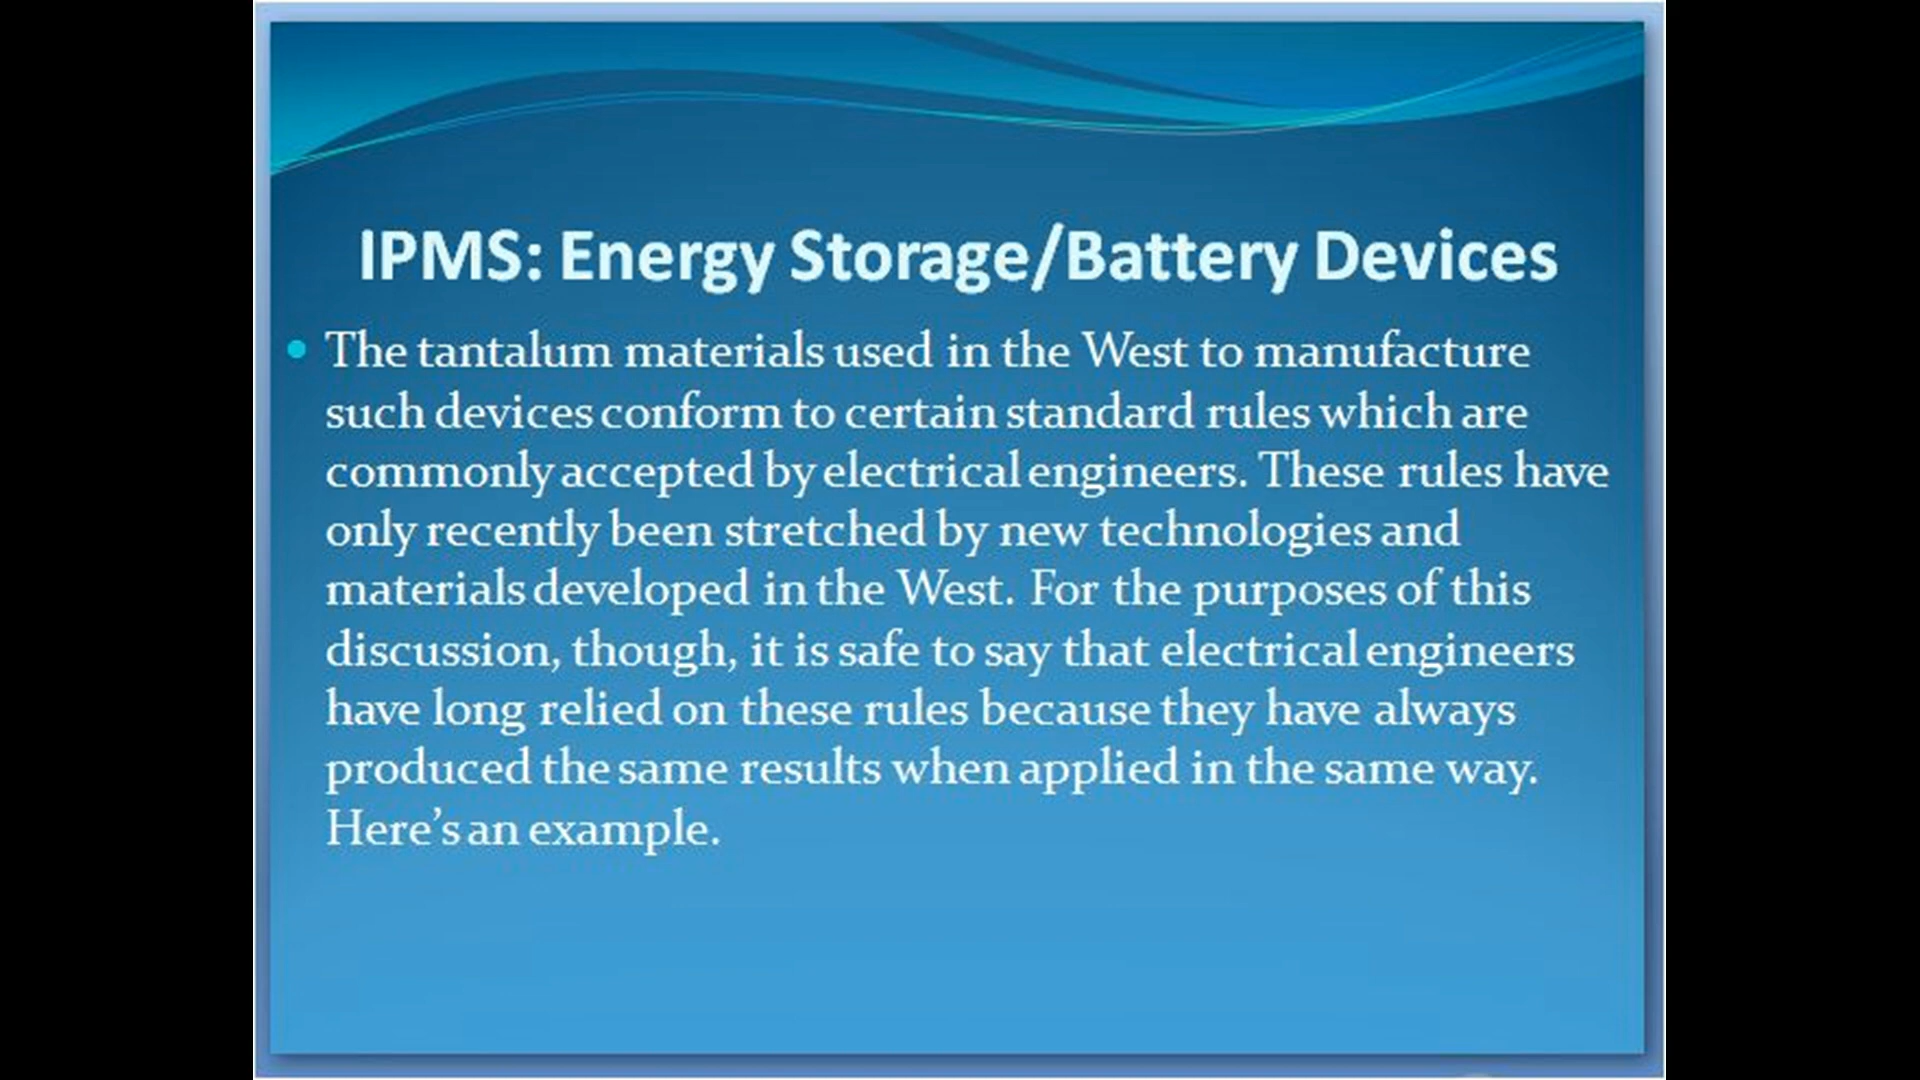 IPMS: Energy Storage/Battery Devices
• The tantalum materials used in the West to manufacture
such devices conform to certain standard rules which are
commonly accepted by electrical engineers. These rules have
only recently been stretched by new technologies and
materials developed in the West. For the purposes of this
discussion, though, it is safe to say that electrical engineers
have long relied on these rules because they have always
produced the same results when applied in the same way.
Here’s an example.